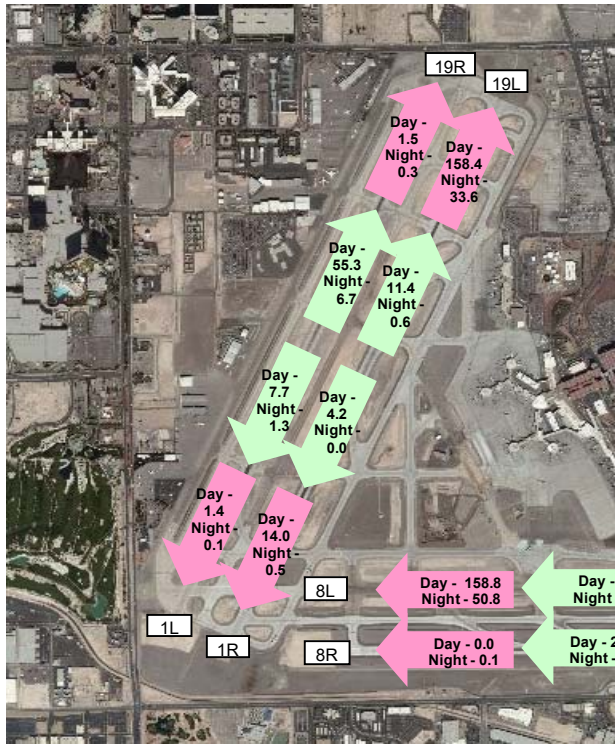 19R
19L
Day -
1.5
Night -
0.3
Day -
158.4
Night -
33.6
Day -
55.3
Night -
6.7
Day -
11.4
Night -
0.6
Day -
7.7
Night -
1.3
Day -
4.2
Night -
0.0
Day -
1.4
Night -
0.1
Day -
14.0
Night -
0.5
8L
Day - 158.8
Night - 50.8
Day -
Night
1L
1R
8R
Day - 0.0
Night - 0.1
Day - 2
Night -